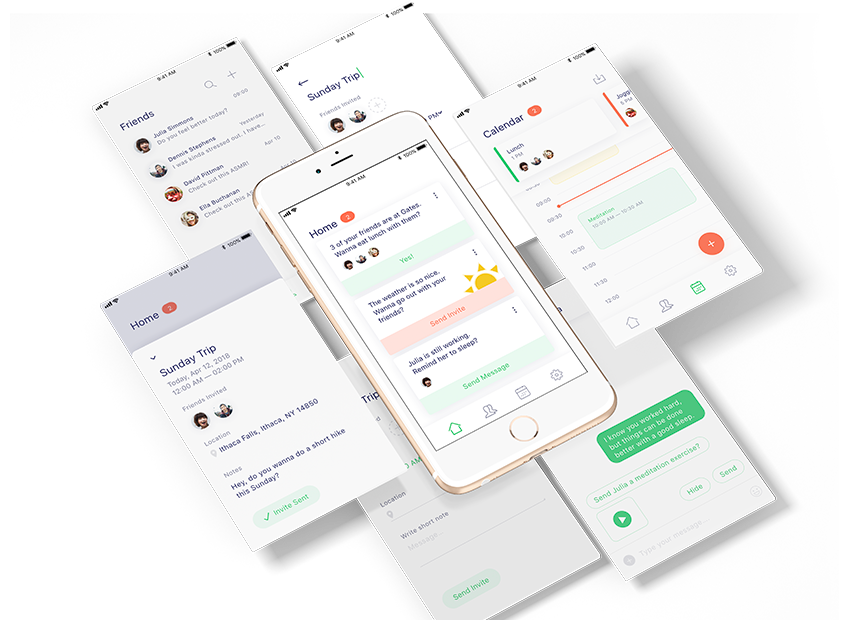 9:41 AM
100%
Friends
09:00
Julia Simmons
Do you feel better today?
Yesterday
Dennis Stephens
I was kinda stressed out. I have...
Apr 10
David Pittman
Check out this ASMR!
Ella Buchanan
Check out this ASMR!
9:41 AM
100%
Sunday Trip
Friends Invited
PM
9:41 AM
100%
Calendar
2
Lunch
1 PM
5 PM
09:00
09:30
10:00
11:00
11:30
12:00
Meditation
10:00 AM — 10:30 AM
+
9:41 AM
100%
Home
2
3 of your friends are at Gates.
Wanna eat lunch with them?
Yes!
The weather is so nice.
Wanna go out with your
friends?
Send Invite
Julia is still working.
Remind her to sleep?
Send Message
9:41 AM
100%
Home
2
Sunday Trip
Today, Apr 12, 2018
12:00 AM — 02:00 PM
Friends Invited
Location
Ithaca Falls, Ithaca, NY 14850
Notes
Hey, do you wanna do a short hike
this Sunday?
Invite Sent
Trip
AM
Location
Write short note
Message...
Send Invite
I know you worked hard,
but things can be done
better with a good sleep.
Send Julia a meditation exercise?
Hide
Send
Type your message...